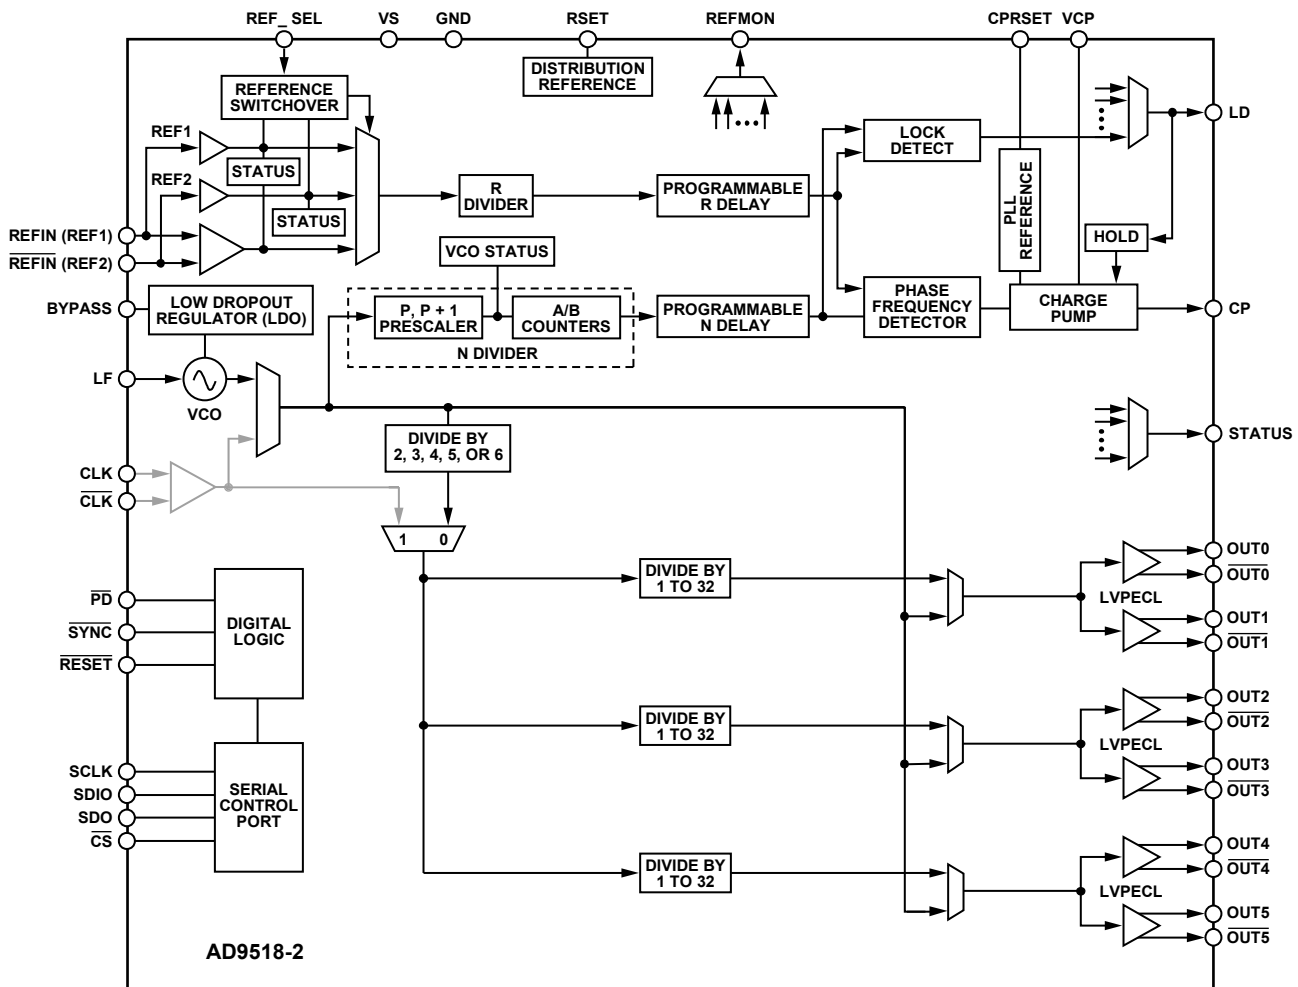 REF_ SEL VS GND RSET REFMON CPRSET VCP
DISTRIBUTION
REFERENCE
REFERENCE
SWITCHOVER
REF1
STATUS
REF2
STATUS
REFIN (REF1)
REFIN (REF2)
BYPASS
LOW DROPOUT
REGULATOR (LDO)
LF
VCO
R
DIVIDER
PROGRAMMABLE
R DELAY
LOCK
DETECT
LD
PLL
REFERENCE
HOLD
VCO STATUS
P, P + 1
PRESCALER
A/B
COUNTERS
N DIVIDER
PROGRAMMABLE
N DELAY
PHASE
FREQUENCY
DETECTOR
CHARGE
PUMP
CP
DIVIDE BY
2, 3, 4, 5, OR 6
STATUS
CLK
CLK
1 0
DIVIDE BY
1 TO 32
LVPECL
OUT0
OUT0
OUT1
OUT1
PD
SYNC
RESET
DIGITAL
LOGIC
DIVIDE BY
1 TO 32
LVPECL
OUT2
OUT2
OUT3
OUT3
SCLK
SDIO
SDO
CS
SERIAL
CONTROL
PORT
DIVIDE BY
1 TO 32
LVPECL
OUT4
OUT4
OUT5
OUT5
AD9518-2